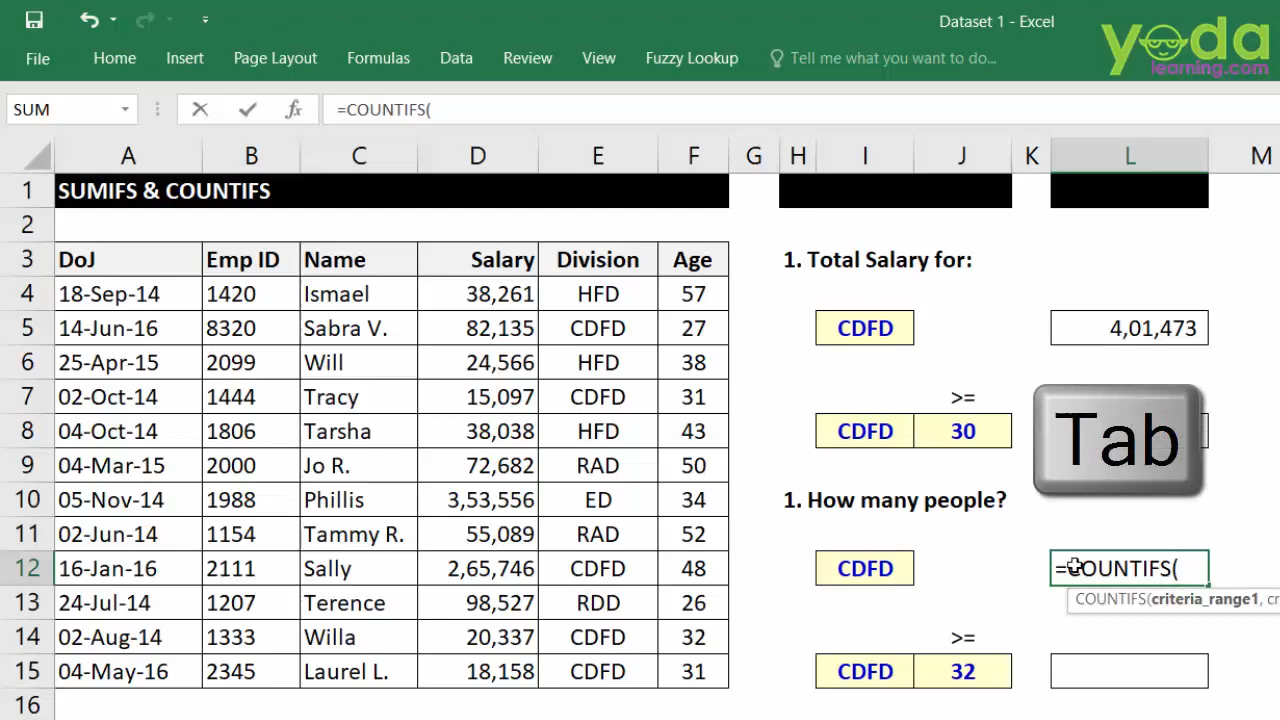 Dataset 1 - Excel
yoda
learning.com
File Home Insert Page Layout Formulas Data Review View Fuzzy Lookup Tell me what you want to do...
SUM fx =COUNTIFS(
A B C D E F G H I J K L M
1 SUMIFS & COUNTIFS
2
3 DoJ Emp ID Name Salary Division Age 1. Total Salary for:
4 18-Sep-14 1420 Ismael 38,261 HFD 57
5 14-Jun-16 8320 Sabra V. 82,135 CDFD 27 CDFD 4,01,473
6 25-Apr-15 2099 Will 24,566 HFD 38
7 02-Oct-14 1444 Tracy 15,097 CDFD 31 >=
8 04-Oct-14 1806 Tarsha 38,038 HFD 43 CDFD 30 Tab
9 04-Mar-15 2000 Jo R. 72,682 RAD 50
10 05-Nov-14 1988 Phillis 3,53,556 ED 34 1. How many people?
11 02-Jun-14 1154 Tammy R. 55,089 RAD 52
12 16-Jan-16 2111 Sally 2,65,746 CDFD 48 CDFD =COUNTIFS(
13 24-Jul-14 1207 Terence 98,527 RDD 26 COUNTIFS(criteria_range1, cr
14 02-Aug-14 1333 Willa 20,337 CDFD 32 >=
15 04-May-16 2345 Laurel L. 18,158 CDFD 31 CDFD 32
16